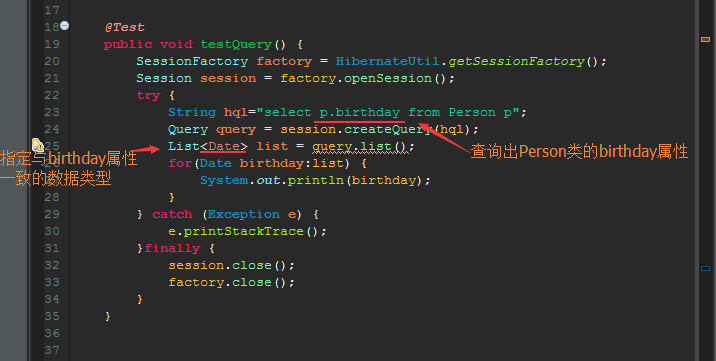 17
18 @Test
19 public void testQuery() {
20 SessionFactory factory = HibernateUtil.getSessionFactory();
21 Session session = factory.openSession();
22 try {
23 String hql="select p.birthday from Person p";
24 Query query = session.createQuery(hql);
25 List<Date> list = query.list();
指定与birthday属性
一致的数据类型
查询出Person类的birthday属性
26 for(Date birthday:list) {
27 System.out.println(birthday);
28 }
29 } catch (Exception e) {
30 e.printStackTrace();
31 }finally {
32 session.close();
33 factory.close();
34 }
35 }
36
37